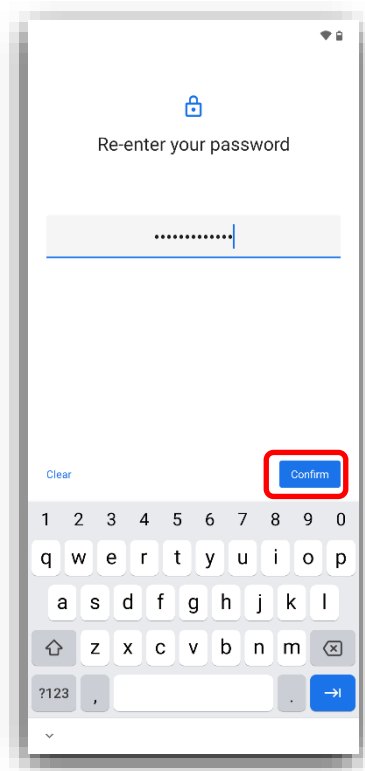 Re-enter your password
•••••••••••••
Clear Confirm
1 2 3 4 5 6 7 8 9 0
q w e r t y u i o p
a s d f g h j k l
z x c v b n m
?123 , .